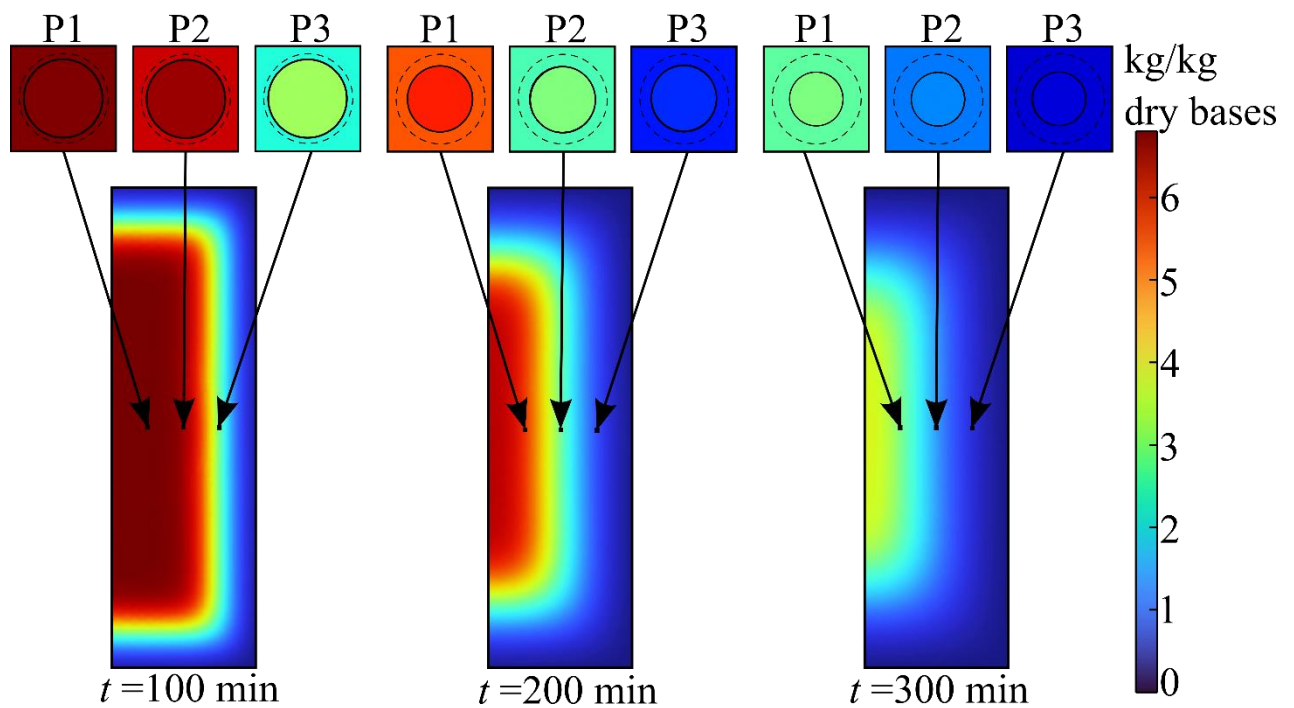 P1 P2 P3 P1 P2 P3 P1 P2 P3
kg/kg
dry bases
6
5
4
3
2
1
0
t =100 min t =200 min t =300 min